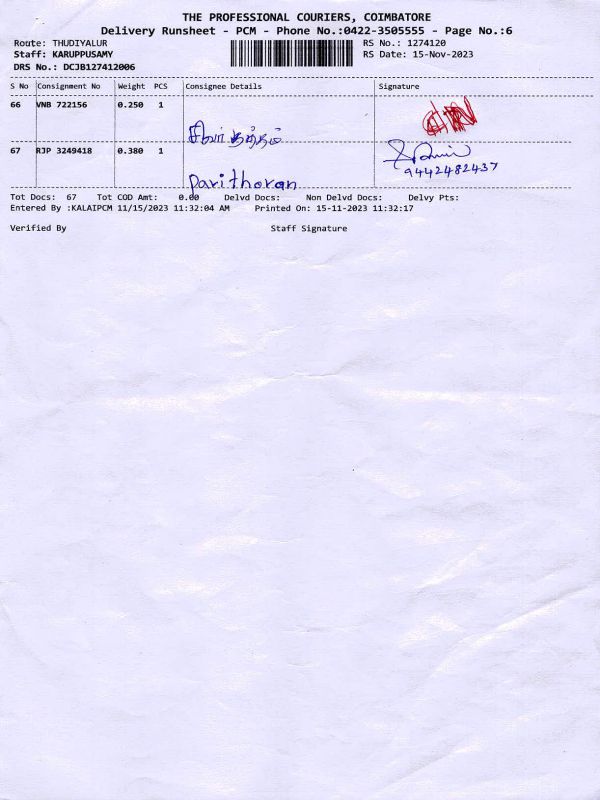 THE PROFESSIONAL COURIERS, COIMBATORE
Delivery Runsheet - PCM - Phone No.:0422-3505555 - Page No.:6
Route: THUDIYALUR
RS No.: 1274120
Staff: KARUPPUSAMY
RS Date: 15-Nov-2023
DRS No.: DCJB127412006
S No Consignment No Weight PCS Consignee Details Signature
66 VNB 722156 0.250 1
67 RJP 3249418 0.380 1
9442482437
Parithoran
Tot Docs: 67 Tot COD Amt: 0.00 Delvd Docs: Non Delvd Docs: Delvy Pts:
Entered By :KALAIPCM 11/15/2023 11:32:04 AM Printed On: 15-11-2023 11:32:17
Verified By Staff Signature